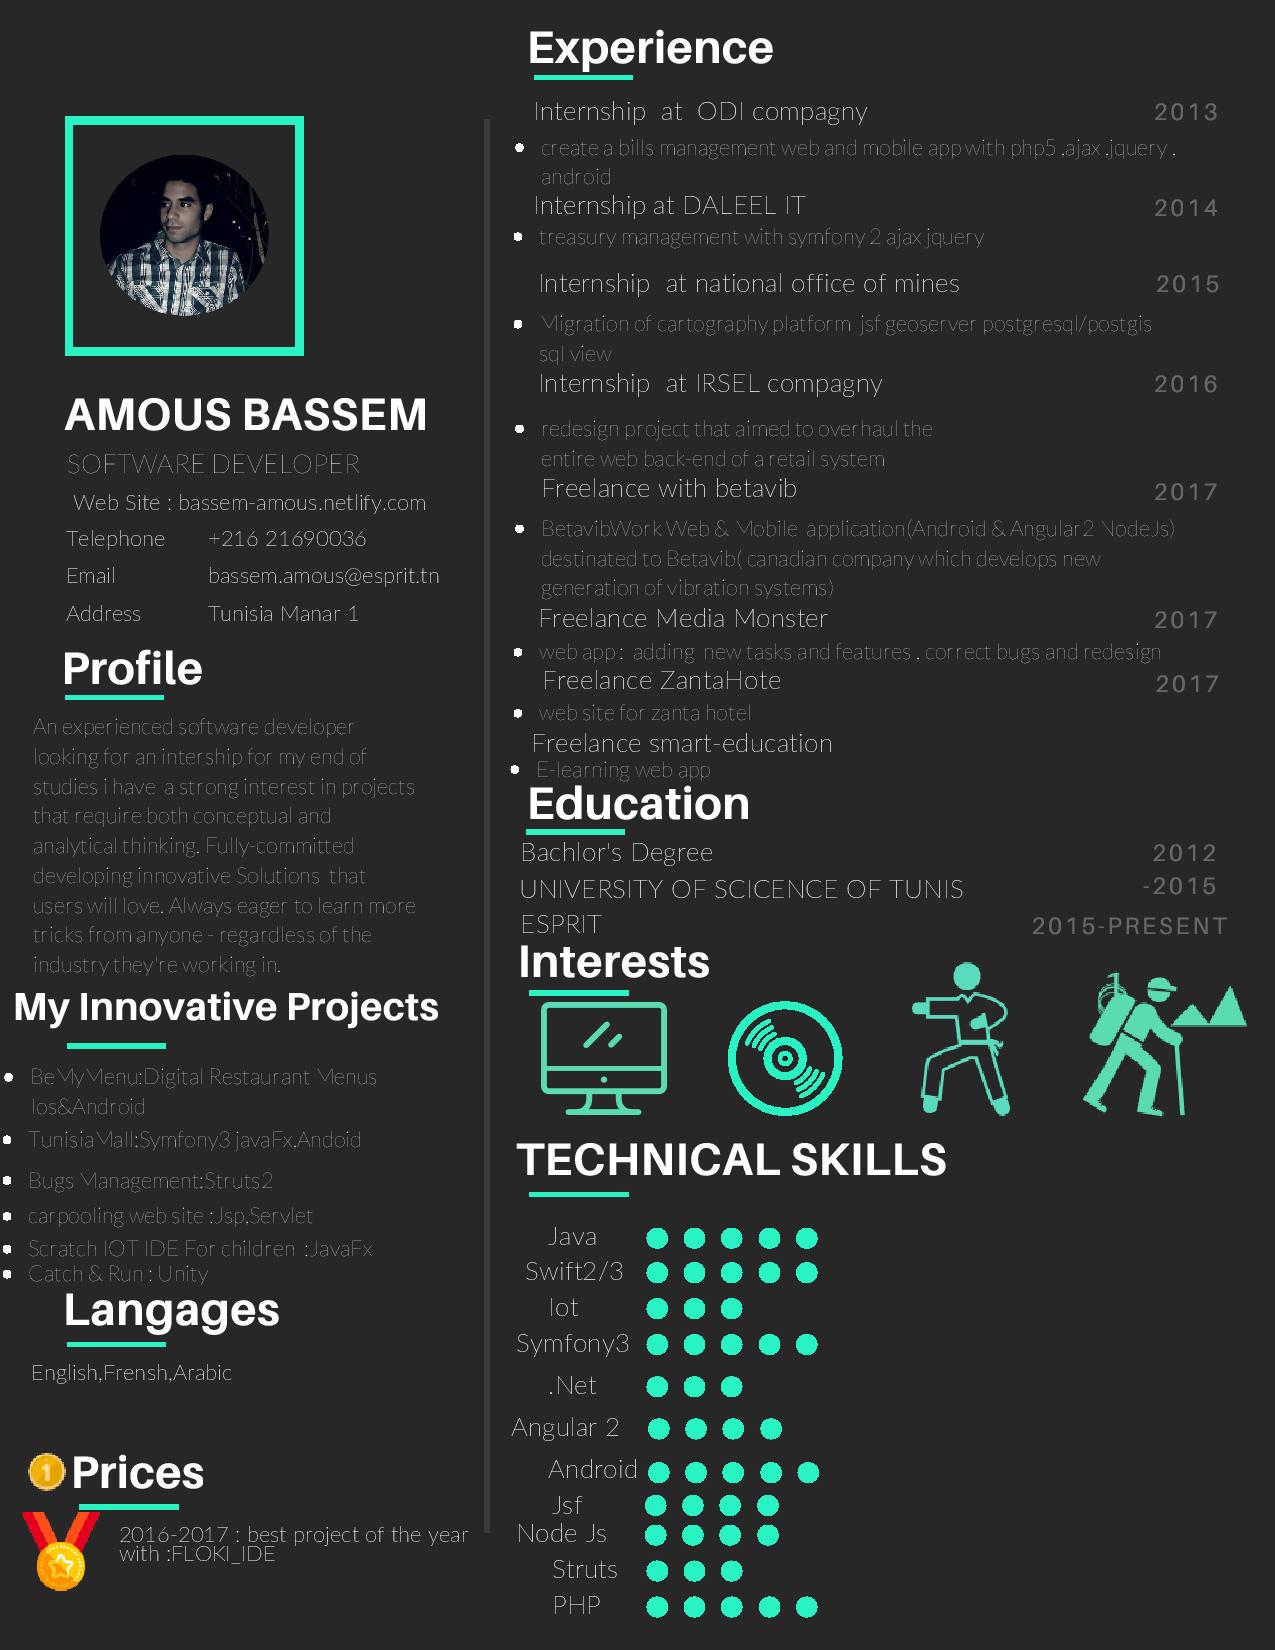 AMOUS BASSEM
SOFTWARE DEVELOPER
Web Site : bassem-amous.netlify.com
Telephone +216 21690036
Email bassem.amous@esprit.tn
Address Tunisia Manar 1
Profile
An experienced software developer
looking for an intership for my end of
studies i have a strong interest in projects
that require both conceptual and
analytical thinking. Fully-committed
developing innovative Solutions that
users will love. Always eager to learn more
tricks from anyone - regardless of the
industry they're working in.
My Innovative Projects
BeMyMenu:Digital Restaurant Menus
Ios&Android
TunisiaMall:Symfony3 javaFx,Andoid
Bugs Management:Struts2
carpooling web site :Jsp,Servlet
Scratch IOT IDE For children :JavaFx
Catch & Run : Unity
Langages
English,Frensh,Arabic
1 Prices
2016-2017 : best project of the year
with :FLOKI_IDE
Experience
Internship at ODI compagny 2013
create a bills management web and mobile app with php5 ,ajax ,jquery ,
android
Internship at DALEEL IT 2014
treasury management with symfony 2 ajax jquery
Internship at national office of mines 2015
Migration of cartography platform jsf geoserver postgresql/postgis
sql view
Internship at IRSEL compagny 2016
redesign project that aimed to overhaul the
entire web back-end of a retail system
Freelance with betavib 2017
BetavibWork Web & Mobile application(Android & Angular2 NodeJs)
destinated to Betavib( canadian company which develops new
generation of vibration systems)
Freelance Media Monster 2017
web app : adding new tasks and features , correct bugs and redesign
Freelance ZantaHote 2017
web site for zanta hotel
Freelance smart-education
E-learning web app
Education
Bachlor's Degree 2012
UNIVERSITY OF SCICENCE OF TUNIS -2015
ESPRIT 2015-PRESENT
Interests
TECHNICAL SKILLS
Java
Swift2/3
Iot
Symfony3
.Net
Angular 2
Android
Jsf
Node Js
Struts
PHP